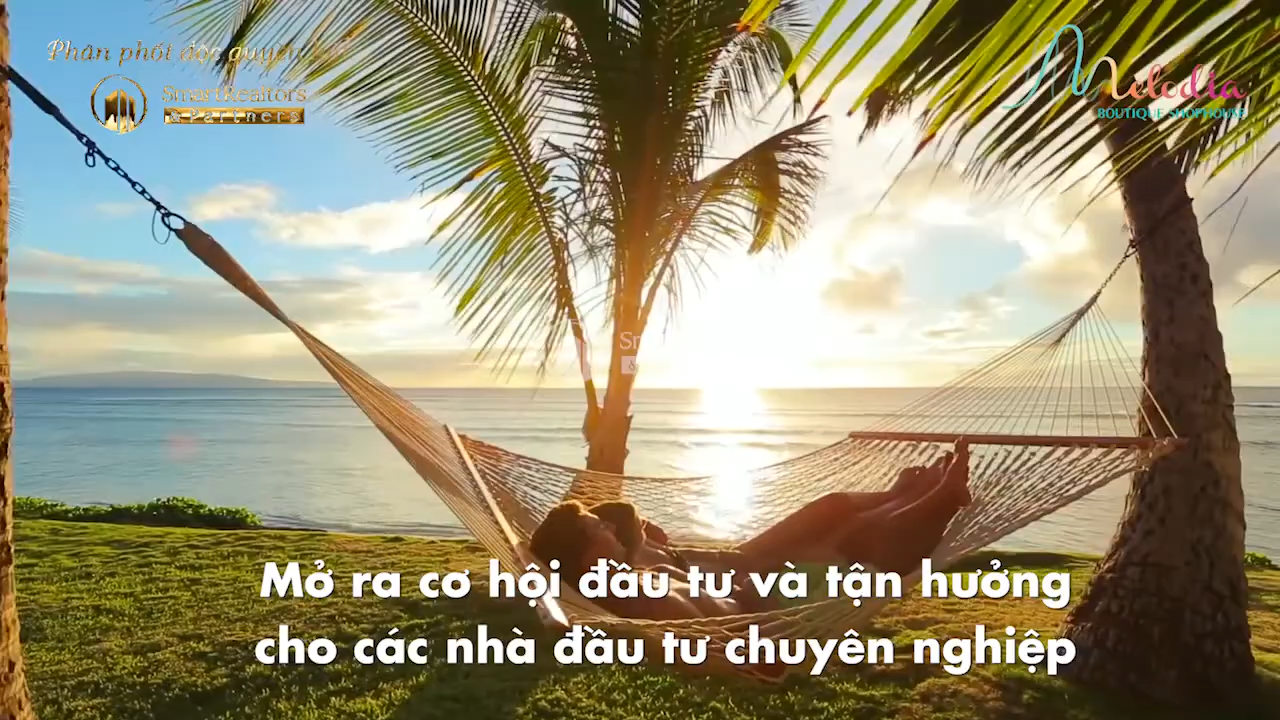 Phân phối độc quyền
SmartRealtors
& Partners
Melodia
BOUTIQUE SHOPHOUSE
Mở ra cơ hội đầu tư và tận hưởng
cho các nhà đầu tư chuyên nghiệp